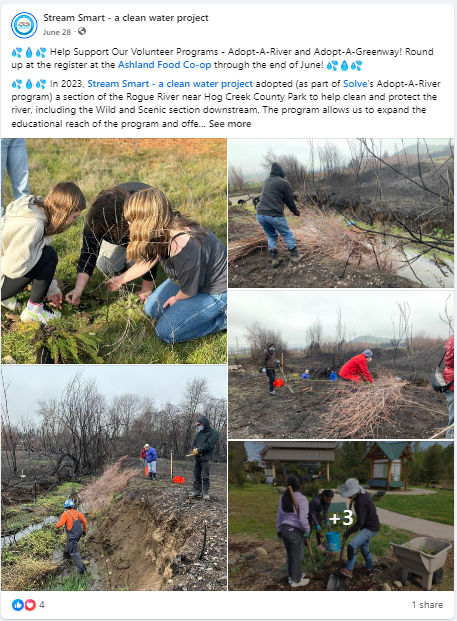 Stream Smart - a clean water project
June 28 ·
💦💧💦 Help Support Our Volunteer Programs - Adopt-A-River and Adopt-A-Greenway! Round
up at the register at the Ashland Food Co-op through the end of June! 💦💧💦
💦💧💦 In 2023, Stream Smart - a clean water project adopted (as part of Solve's Adopt-A-River
program) a section of the Rogue River near Hog Creek County Park to help clean and protect the
river, including the Wild and Scenic section downstream. The program allows us to expand the
educational reach of the program and offe... See more
+3
4
1 share